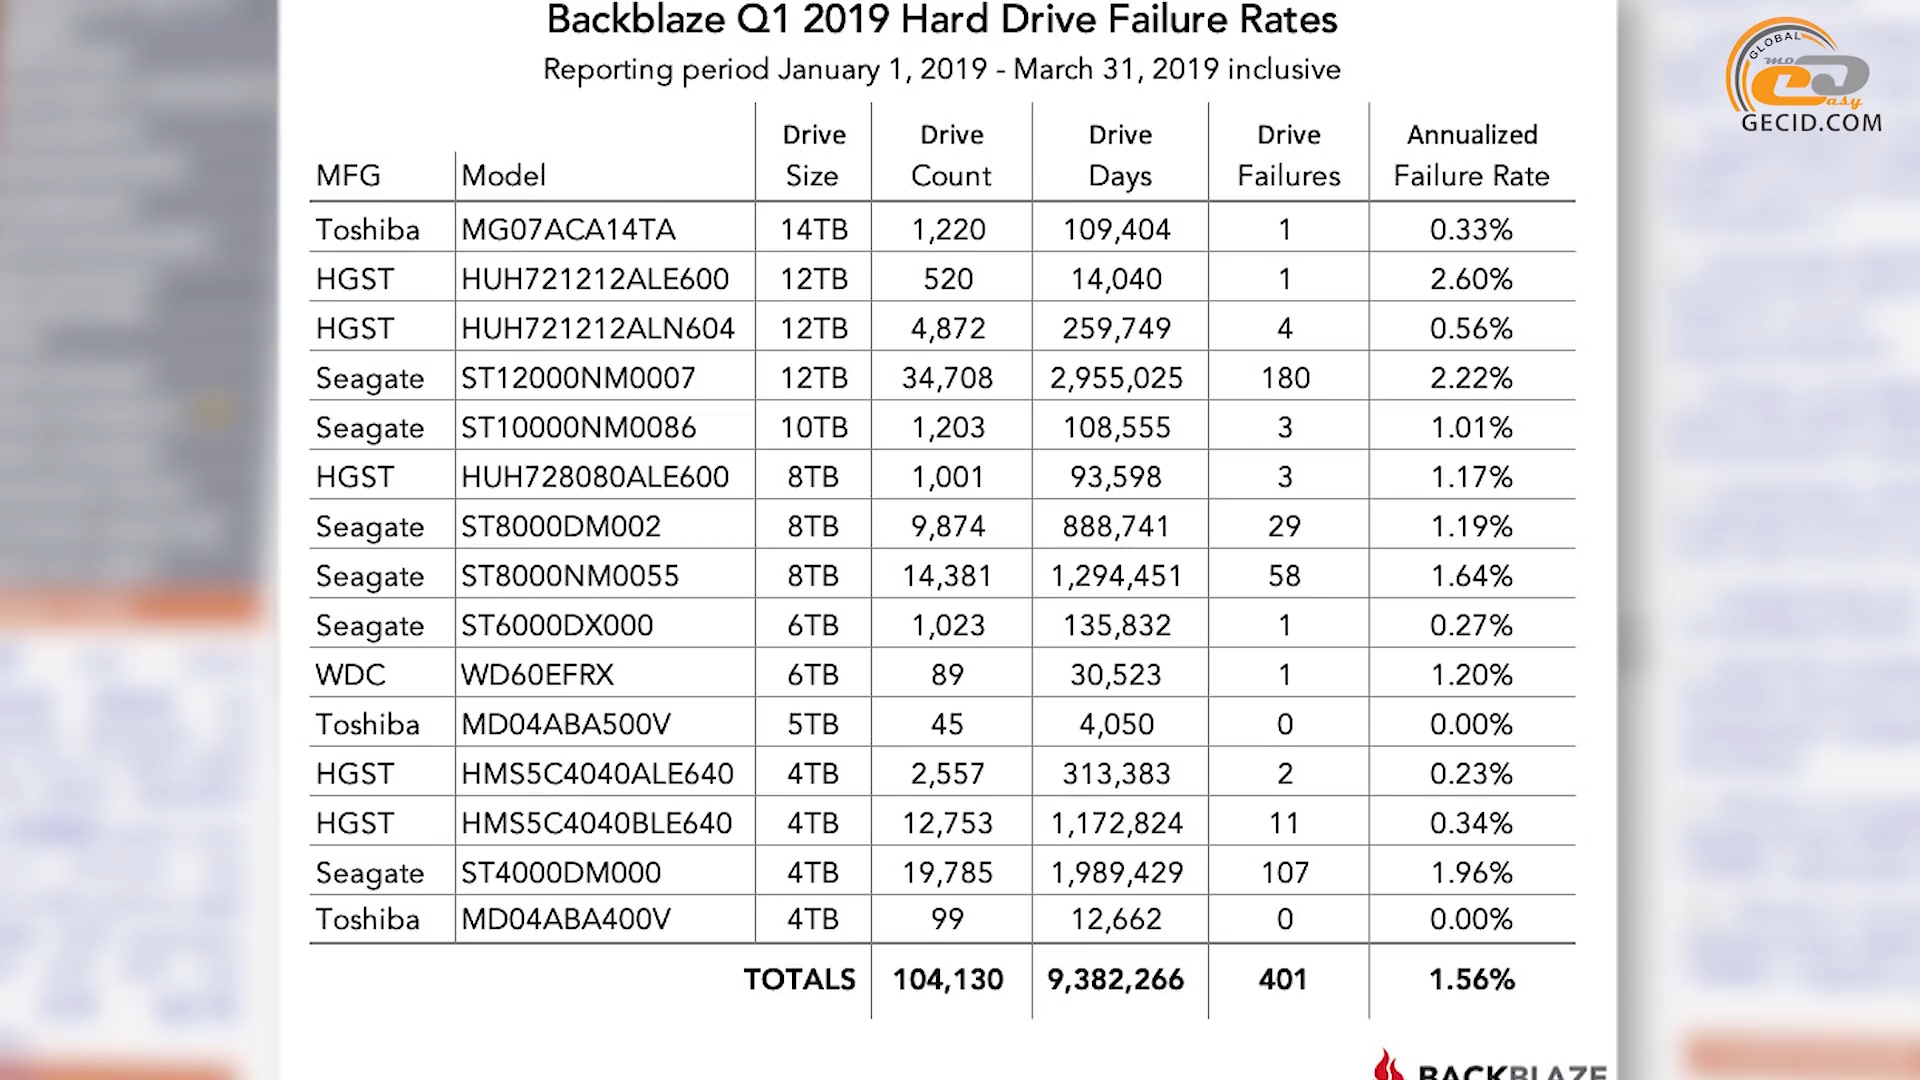 Backblaze Q1 2019 Hard Drive Failure Rates
Reporting period January 1, 2019 - March 31, 2019 inclusive
MFG Model Drive Size Drive Count Drive Days Drive Failures Annualized Failure Rate
Toshiba MG07ACA14TA 14TB 1,220 109,404 1 0.33%
HGST HUH721212ALE600 12TB 520 14,040 1 2.60%
HGST HUH721212ALN604 12TB 4,872 259,749 4 0.56%
Seagate ST12000NM0007 12TB 34,708 2,955,025 180 2.22%
Seagate ST10000NM0086 10TB 1,203 108,555 3 1.01%
HGST HUH728080ALE600 8TB 1,001 93,598 3 1.17%
Seagate ST8000DM002 8TB 9,874 888,741 29 1.19%
Seagate ST8000NM0055 8TB 14,381 1,294,451 58 1.64%
Seagate ST6000DX000 6TB 1,023 135,832 1 0.27%
WDC WD60EFRX 6TB 89 30,523 1 1.20%
Toshiba MD04ABA500V 5TB 45 4,050 0 0.00%
HGST HMS5C4040ALE640 4TB 2,557 313,383 2 0.23%
HGST HMS5C4040BLE640 4TB 12,753 1,172,824 11 0.34%
Seagate ST4000DM000 4TB 19,785 1,989,429 107 1.96%
Toshiba MD04ABA400V 4TB 99 12,662 0 0.00%
TOTALS 104,130 9,382,266 401 1.56%
BACKBLAZE
GLOBAL
easy
GECID.COM